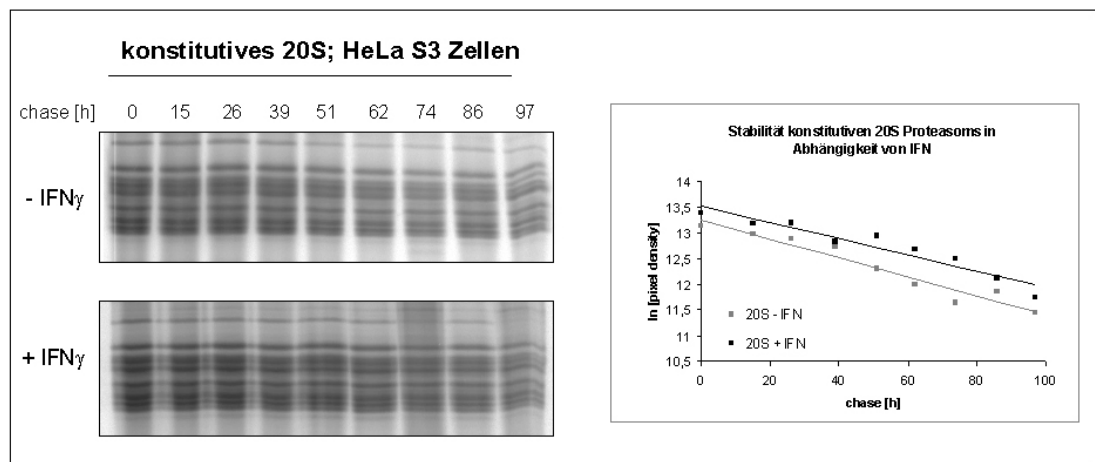 konstitutives 20S; HeLa S3 Zellen
chase [h] 0 15 26 39 51 62 74 86 97
- IFNγ
+ IFNγ
Stabilität konstitutiven 20S Proteasoms in
Abhängigkeit von IFN
ln [pixel density]
14
13,5
13
12,5
12
11,5
11
10,5
20S - IFN
20S + IFN
0 20 40 60 80 100
chase [h]